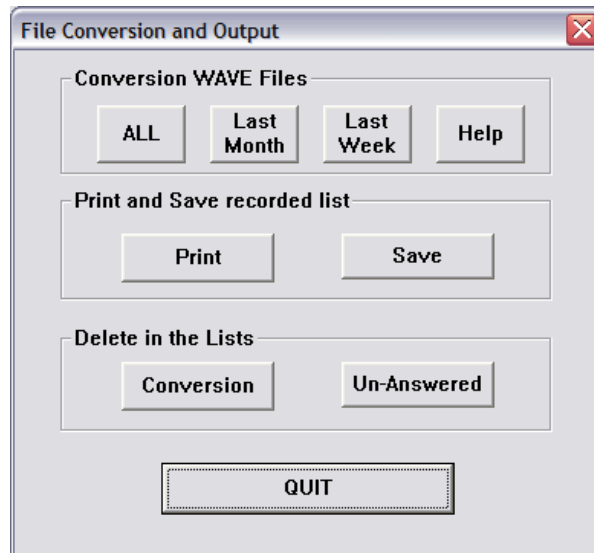 File Conversion and Output
Conversion WAVE Files
ALL
Last
Month
Last
Week
Help
Print and Save recorded list
Print
Save
Delete in the Lists
Conversion
Un-Answered
QUIT